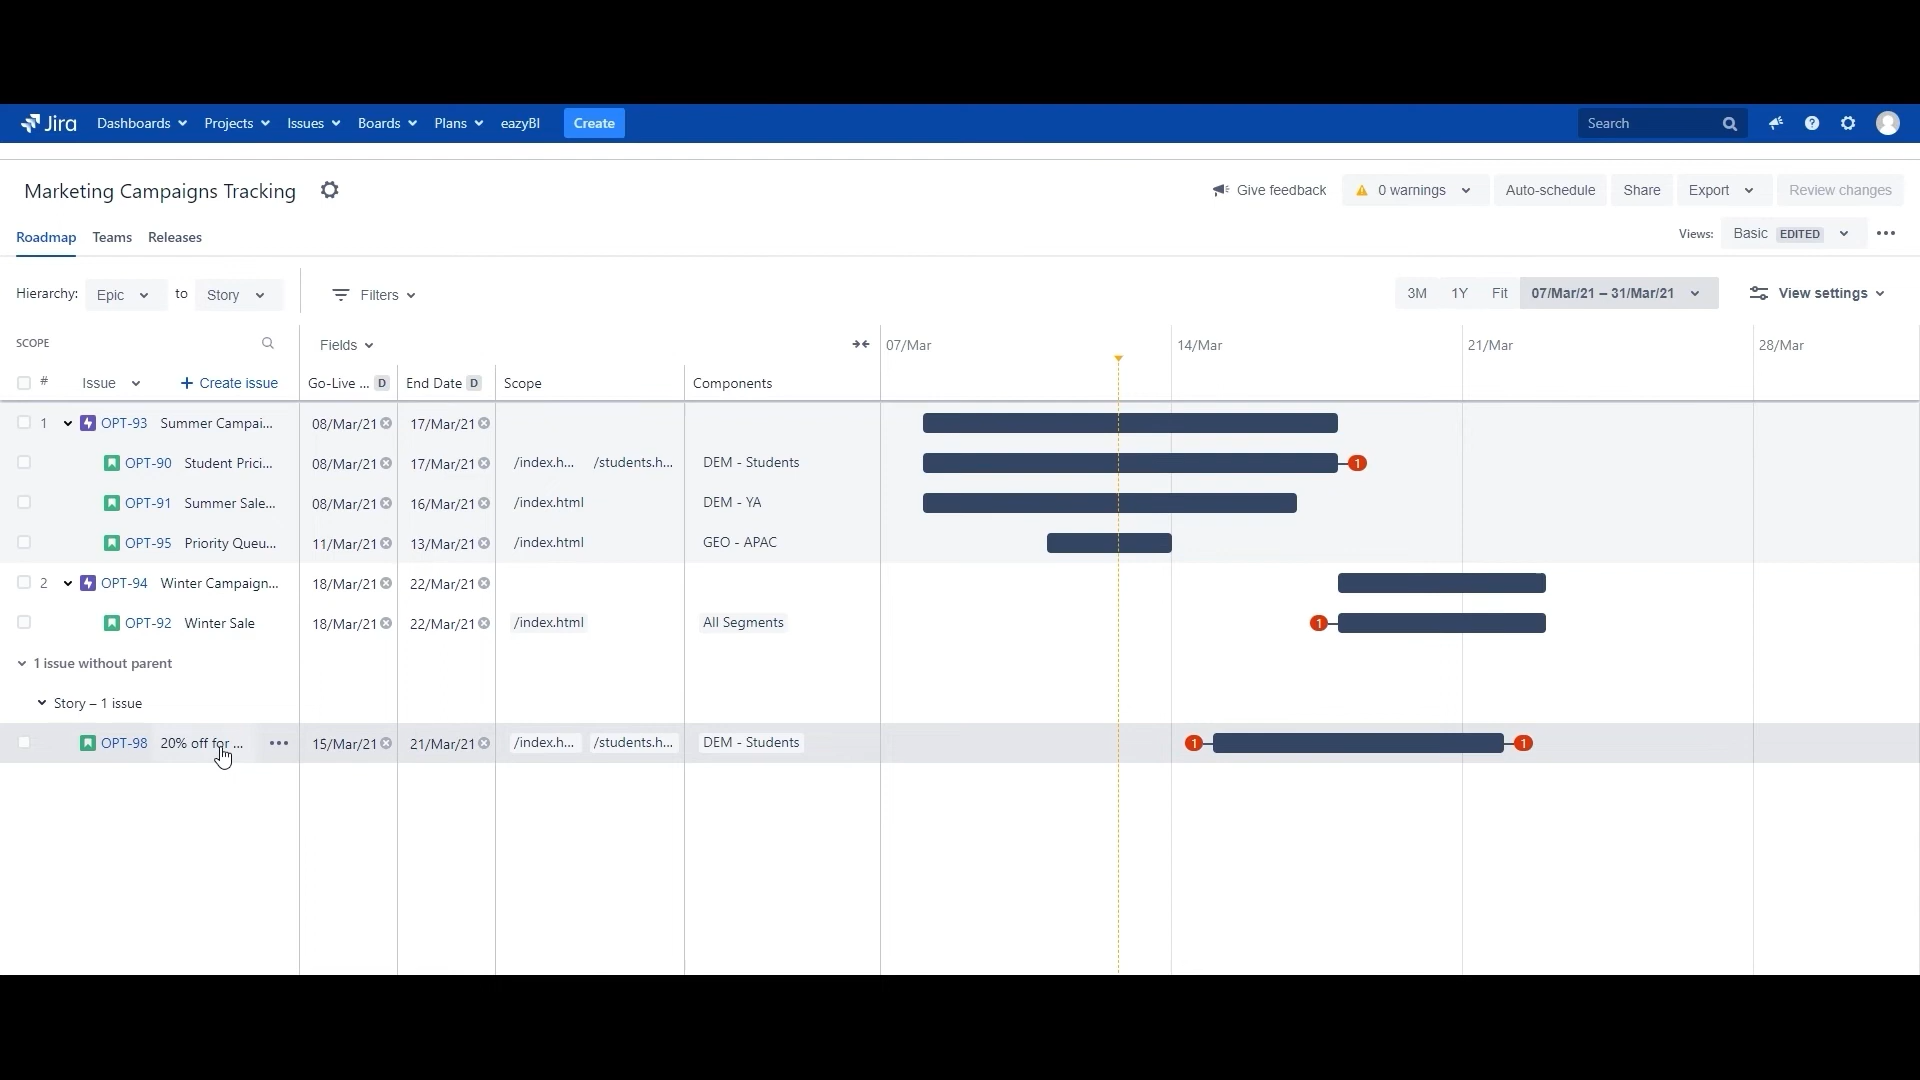 Jira Dashboards Projects Issues Boards Plans eazyBI Create Search
Marketing Campaigns Tracking
Give feedback 0 warnings Auto-schedule Share Export Review changes
Roadmap Teams Releases
Views: Basic EDITED
Hierarchy: Epic to Story Filters
3M 1Y Fit 07/Mar/21 – 31/Mar/21 View settings
SCOPE Fields 07/Mar 14/Mar 21/Mar 28/Mar
# Issue + Create issue Go-Live ... D End Date D Scope Components
1 OPT-93 Summer Campai... 08/Mar/21 17/Mar/21
OPT-90 Student Prici... 08/Mar/21 17/Mar/21 /index.h... /students.h... DEM - Students 1
OPT-91 Summer Sale... 08/Mar/21 16/Mar/21 /index.html DEM - YA
OPT-95 Priority Queu... 11/Mar/21 13/Mar/21 /index.html GEO - APAC
2 OPT-94 Winter Campaign... 18/Mar/21 22/Mar/21
OPT-92 Winter Sale 18/Mar/21 22/Mar/21 /index.html All Segments 1
1 issue without parent
Story – 1 issue
OPT-98 20% off for ... 15/Mar/21 21/Mar/21 /index.h... /students.h... DEM - Students 1 1